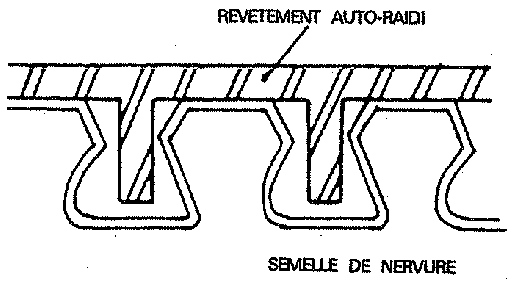 REVETEMENT AUTO-RAIDI
SEMELLE DE NERVURE